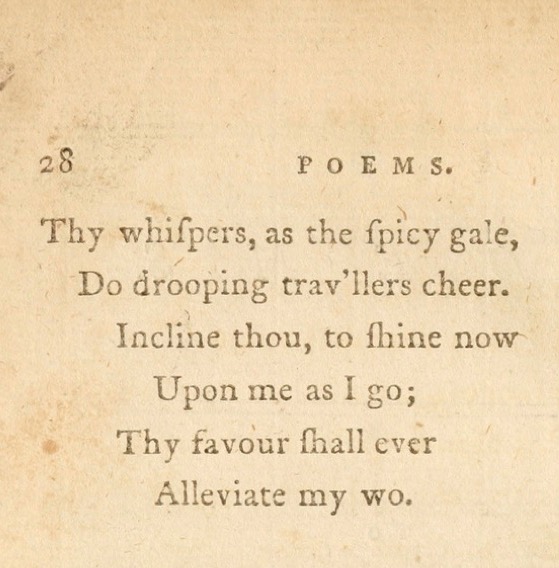 28 POEMS.
Thy whiſpers, as the ſpicy gale,
Do drooping trav'llers cheer.
Incline thou, to ſhine now
Upon me as I go;
Thy favour ſhall ever
Alleviate my wo.